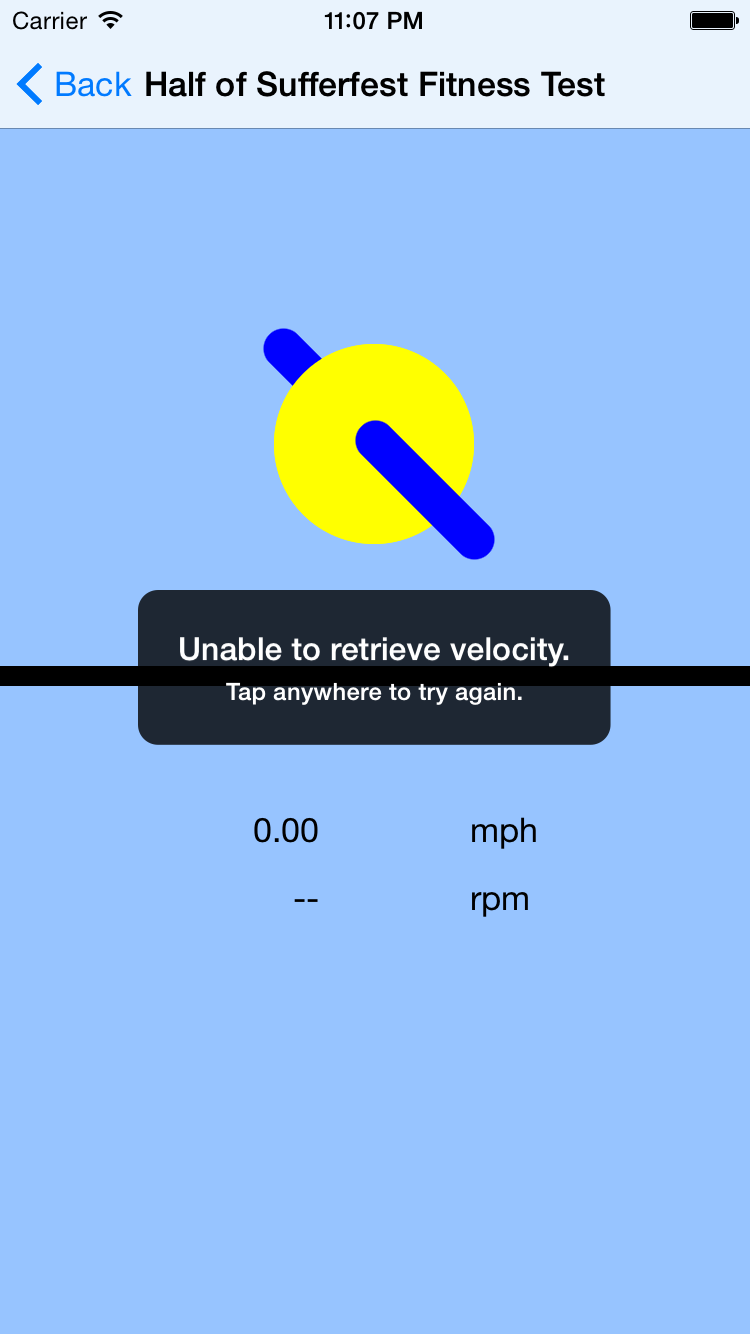 Carrier 11:07 PM
Back Half of Sufferfest Fitness Test
Unable to retrieve velocity.
Tap anywhere to try again.
0.00 mph
-- rpm